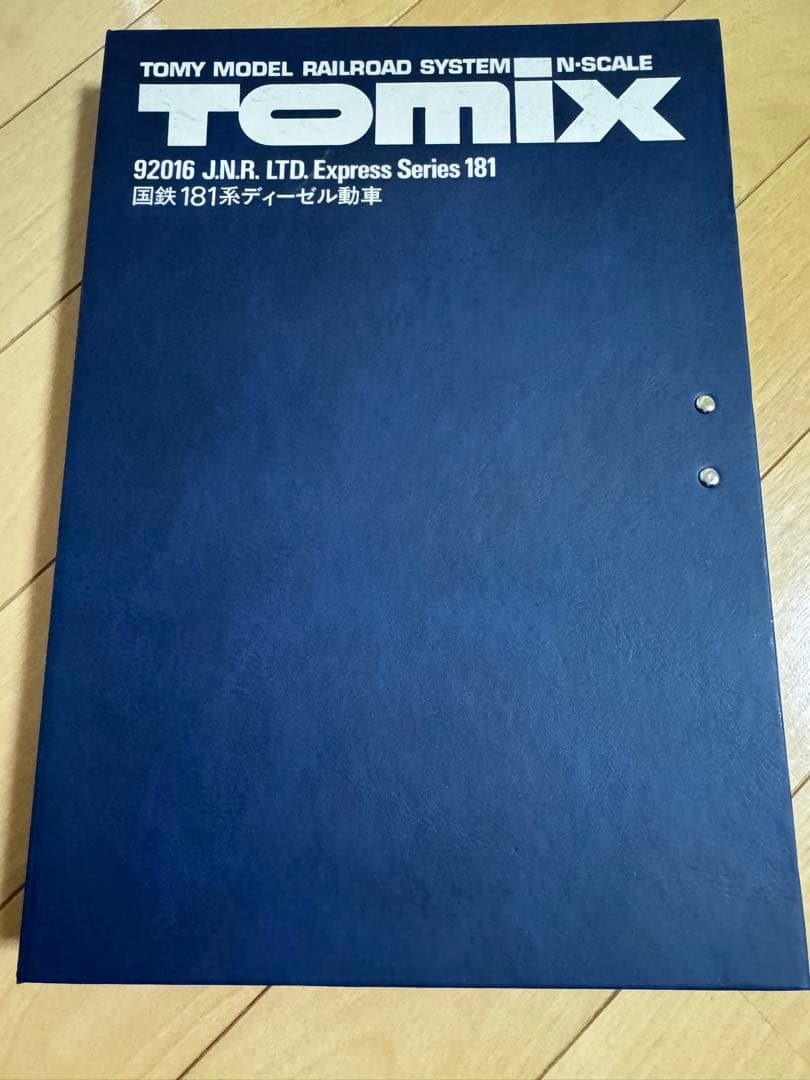 TOMY MODEL RAILROAD SYSTEM N·SCALE
TOMIX
92016 J.N.R. LTD. Express Series 181
国鉄181系ディーゼル動車